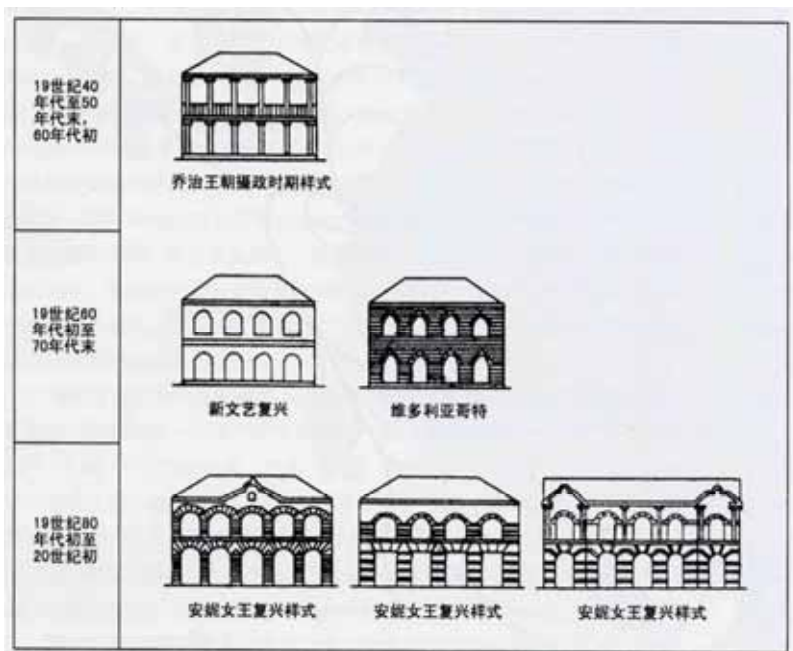 19世纪40
年代至50
年代末，
60年代初
乔治王朝摄政时期样式
19世纪60
年代初至
70年代末
新文艺复兴
维多利亚哥特
19世纪80
年代初至
20世纪初
安妮女王复兴样式
安妮女王复兴样式
安妮女王复兴样式